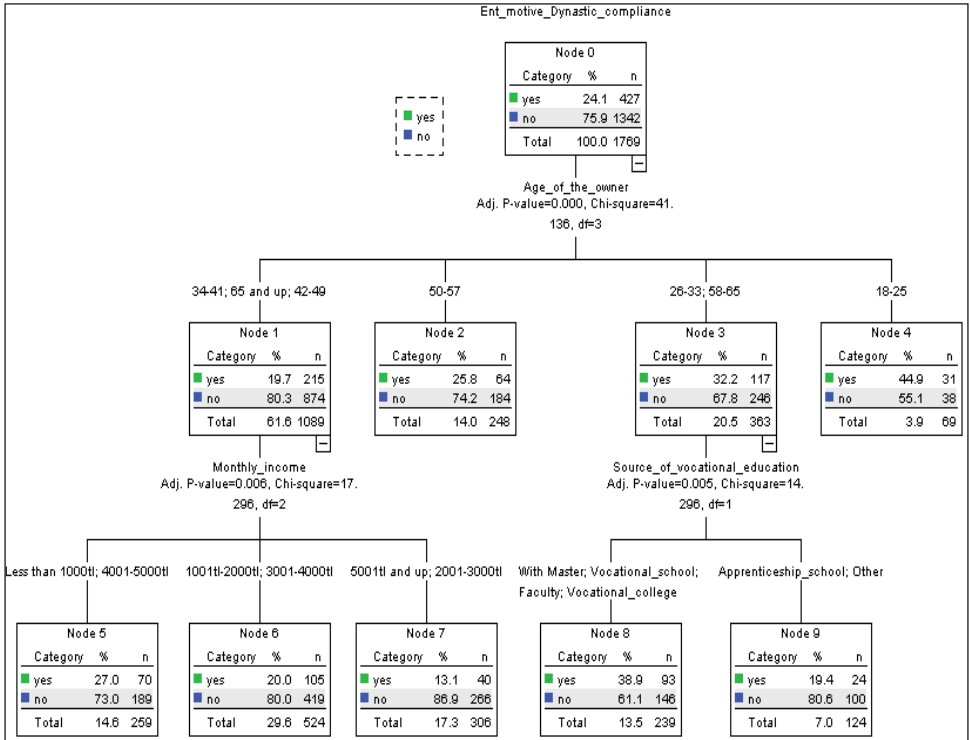 Ent_motive_Dynastic_compliance
Node 0
Category % n
yes 24.1 427
no 75.9 1342
Total 100.0 1769
yes
no
Age_of_the_owner
Adj. P-value=0.000, Chi-square=41.
136, df=3
34-41; 65 and up; 42-49
50-57
26-33; 58-65
18-25
Node 1
Category % n
yes 19.7 215
no 80.3 874
Total 61.6 1089
Node 2
Category % n
yes 25.8 64
no 74.2 184
Total 14.0 248
Node 3
Category % n
yes 32.2 117
no 67.8 246
Total 20.5 363
Node 4
Category % n
yes 44.9 31
no 55.1 38
Total 3.9 69
Monthly_income
Adj. P-value=0.006, Chi-square=17.
296, df=2
Source_of_vocational_education
Adj. P-value=0.005, Chi-square=14.
296, df=1
Less than 1000tl; 4001-5000tl
1001tl-2000tl; 3001-4000tl
5001tl and up; 2001-3000tl
With Master; Vocational_school;
Faculty; Vocational_college
Apprenticeship_school; Other
Node 5
Category % n
yes 27.0 70
no 73.0 189
Total 14.6 259
Node 6
Category % n
yes 20.0 105
no 80.0 419
Total 29.6 524
Node 7
Category % n
yes 13.1 40
no 86.9 266
Total 17.3 306
Node 8
Category % n
yes 38.9 93
no 61.1 146
Total 13.5 239
Node 9
Category % n
yes 19.4 24
no 80.6 100
Total 7.0 124